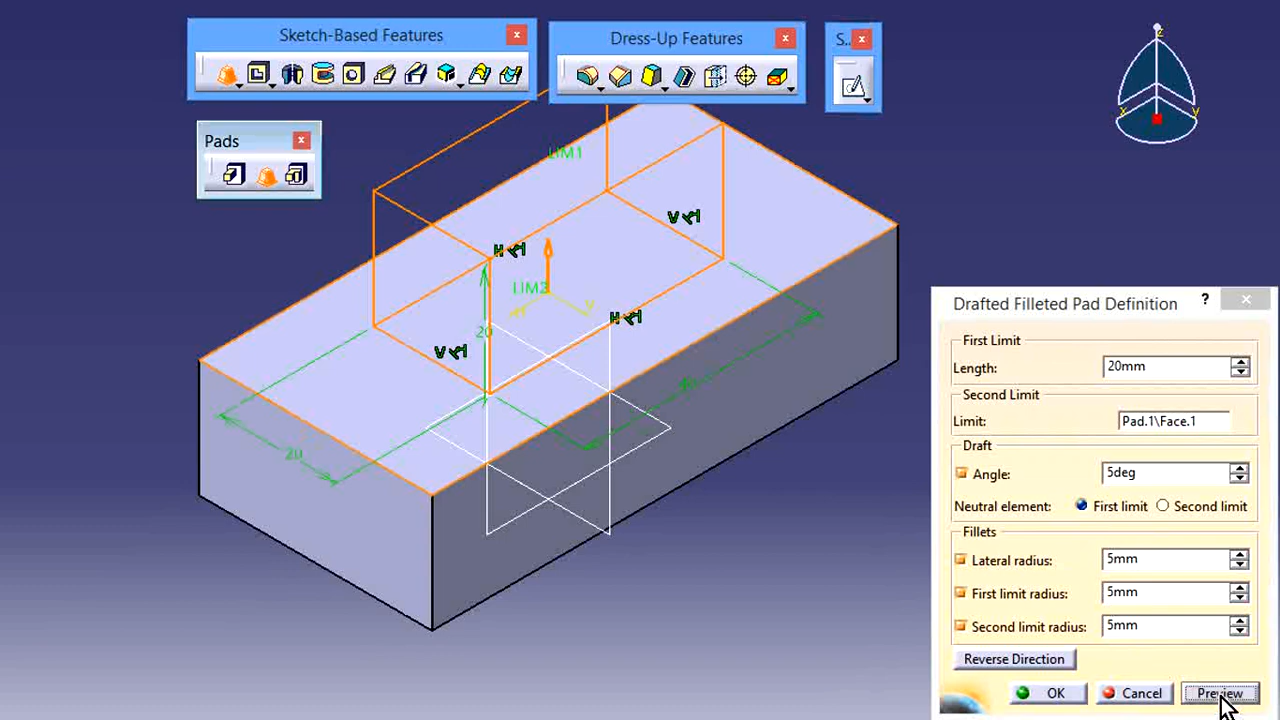 Sketch-Based Features
Dress-Up Features
S..
Pads
z
x
y
LIM1
V
H
LIM2
y
H
20
V
20
Drafted Filleted Pad Definition
?
First Limit
Length:
20mm
Second Limit
Limit:
Pad.1\Face.1
Draft
Angle:
5deg
Neutral element:
First limit
Second limit
Fillets
Lateral radius:
5mm
First limit radius:
5mm
Second limit radius:
5mm
Reverse Direction
OK
Cancel
Preview